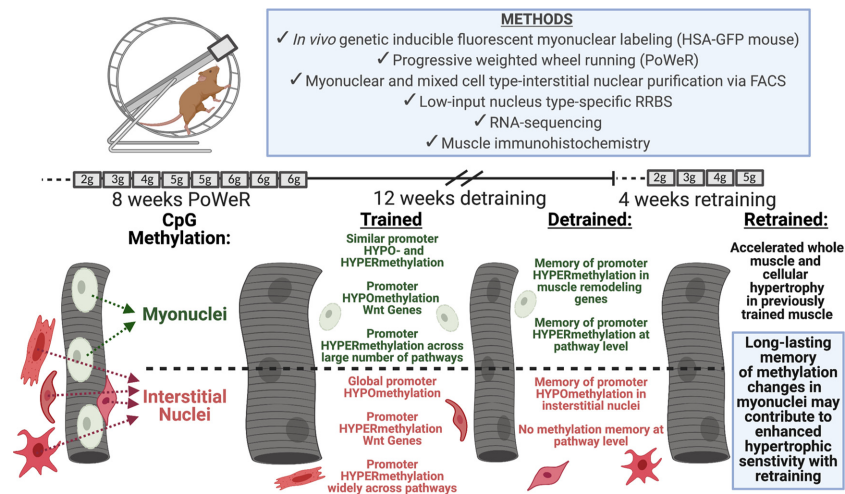 METHODS
✓ In vivo genetic inducible fluorescent myonuclear labeling (HSA-GFP mouse)
✓ Progressive weighted wheel running (PoWeR)
✓ Myonuclear and mixed cell type-interstitial nuclear purification via FACS
✓ Low-input nucleus type-specific RRBS
✓ RNA-sequencing
✓ Muscle immunohistochemistry
2g 3g 4g 5g 5g 6g 6g 6g
2g 3g 4g 5g
8 weeks PoWeR
12 weeks detraining
4 weeks retraining
CpG
Methylation:
Myonuclei
Interstitial
Nuclei
Trained
Similar promoter
HYPO- and
HYPERmethylation
Promoter
HYPOmethylation
Wnt Genes
Promoter
HYPERmethylation across
large number of pathways
Global promoter
HYPOmethylation
Promoter
HYPERmethylation
Wnt Genes
Promoter
HYPERmethylation
widely across pathways
Detrained:
Memory of promoter
HYPERmethylation in
muscle remodeling
genes
Memory of promoter
HYPERmethylation at
pathway level
Memory of promoter
HYPOmethylation in
insterstitial nuclei
No methylation memory at
pathway level
Retrained:
Accelerated whole
muscle and
cellular
hypertrophy
in previously
trained muscle
Long-lasting
memory
of methylation
changes in
myonuclei may
contribute to
enhanced
hypertrophic
senstivity with
retraining